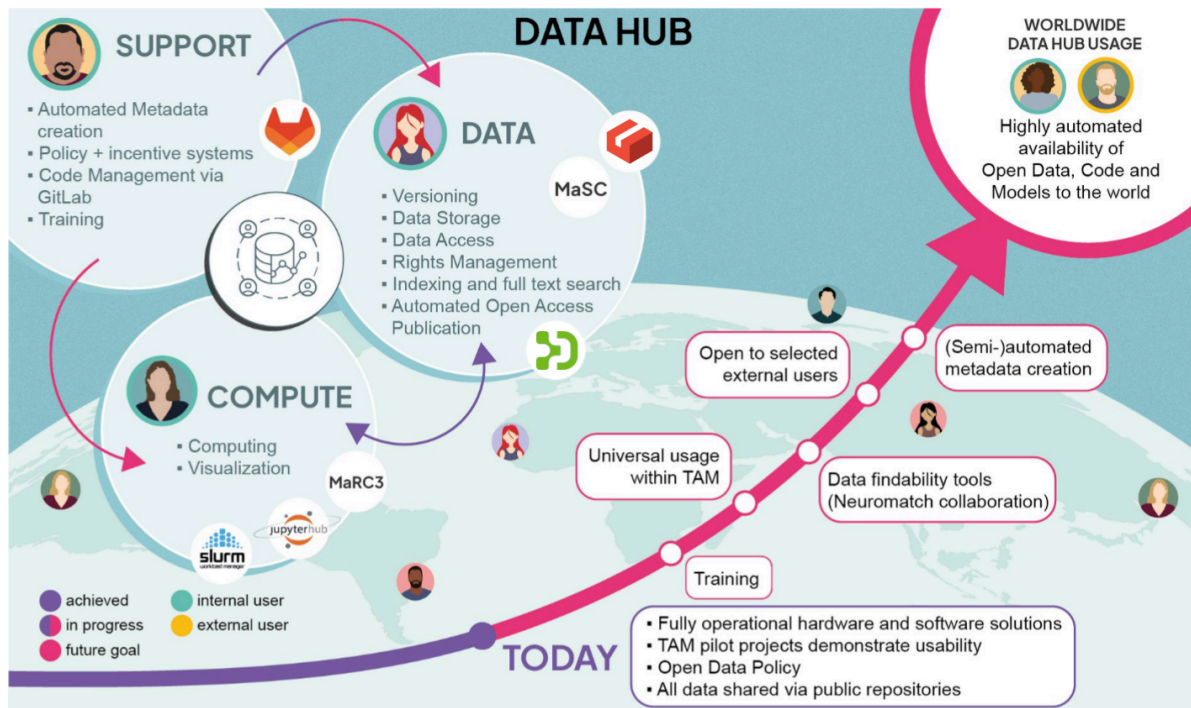 DATA HUB
SUPPORT
▪ Automated Metadada
creation
▪ Policy + incentive systems
▪ Code Management via
GitLab
▪ Training
DATA
MaSC
▪ Versioning
▪ Data Storage
▪ Data Access
▪ Rights Management
▪ Indexing and full text search
▪ Automated Open Access
Publication
COMPUTE
▪ Computing
▪ Visualization
MaRC3
jupyterhub
slurm
workload manager
WORLDWIDE
DATA HUB USAGE
Highly automated
availability of
Open Data, Code and
Models to the world
(Semi-)automated
metadata creation
Open to selected
external users
Data findability tools
(Neuromatch collaboration)
Universal usage
within TAM
Training
TODAY
▪ Fully operational hardware and software solutions
▪ TAM pilot projects demonstrate usability
▪ Open Data Policy
▪ All data shared via public repositories
achieved
in progress
future goal
internal user
external user